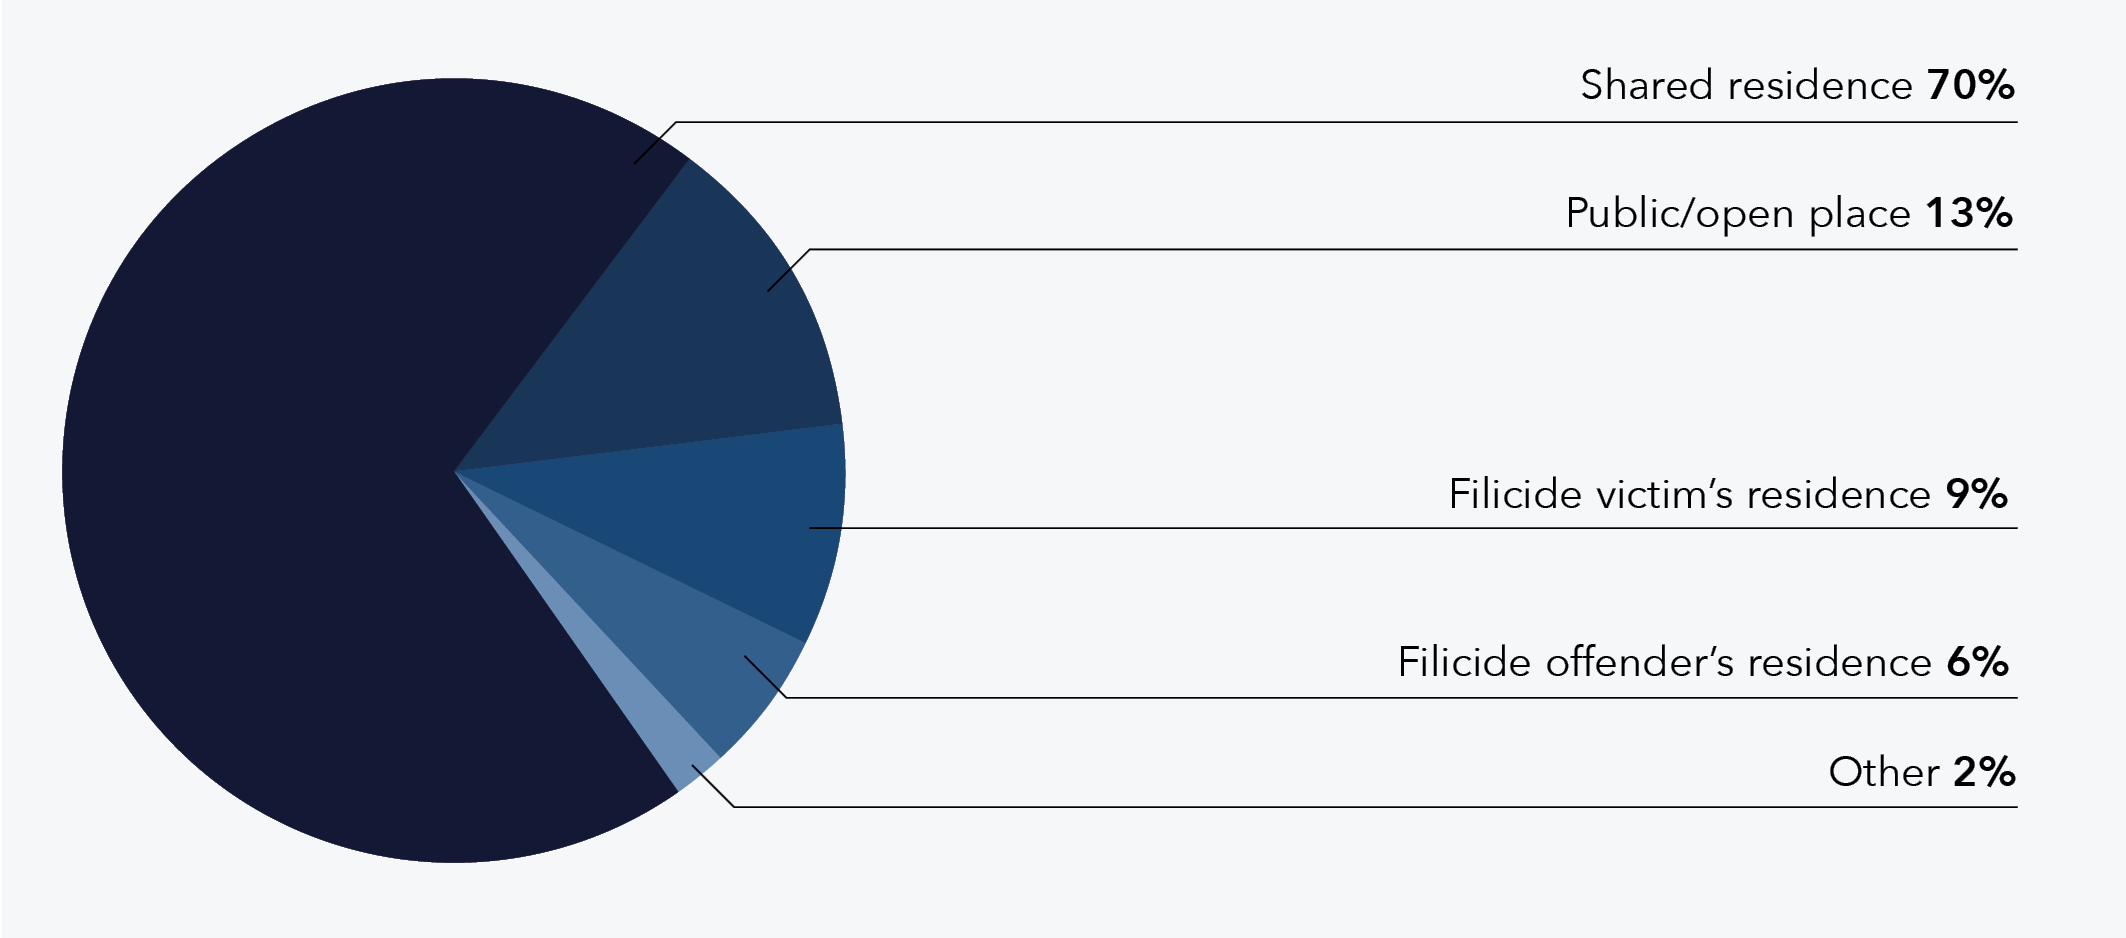 Shared residence 70%
Public/open place 13%
Filicide victim’s residence 9%
Filicide offender’s residence 6%
Other 2%